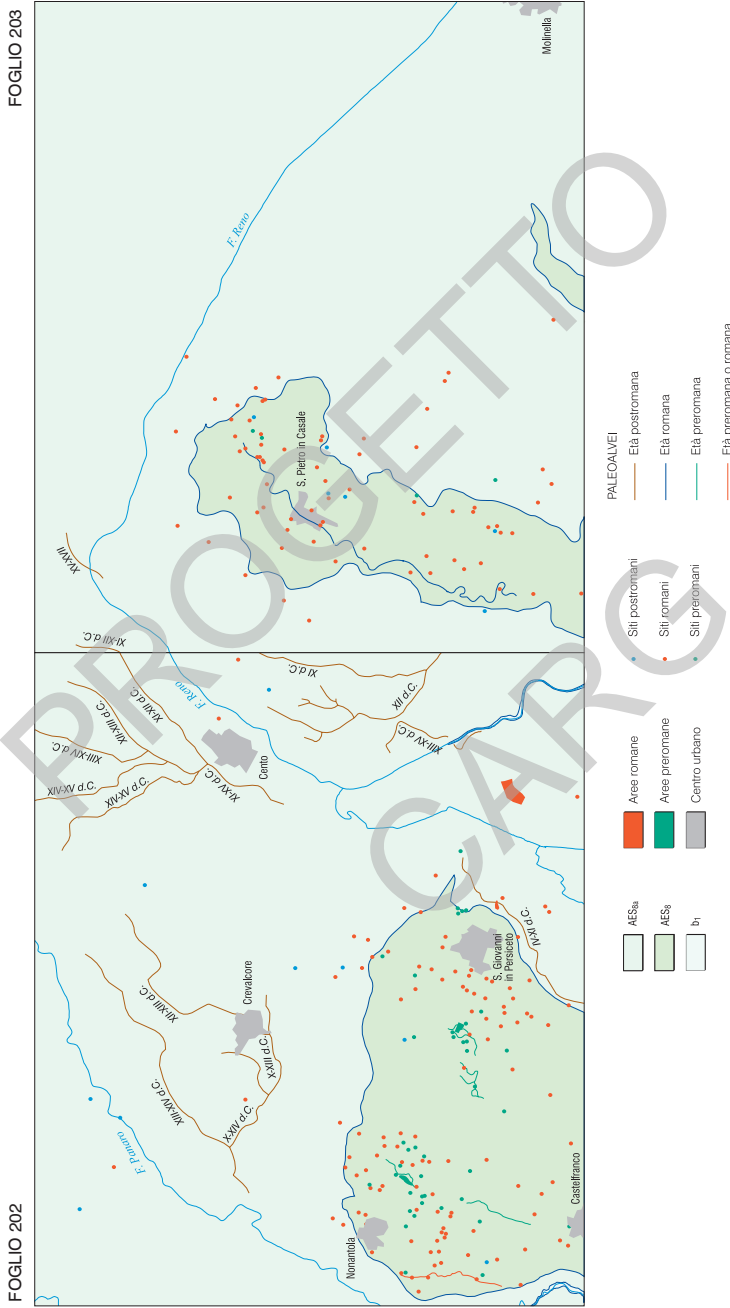 FOGLIO 202
FOGLIO 203
F. Panaro
XIII-XIV d.C.
XII-XIII d.C.
Crevalcore
X-XIV d.C.
X-XIII d.C.
Nonantola
Castelfranco
S. Giovanni
in Persiceto
IV-XI d.C.
XIV-XV d.C.
XIV-XV d.C.
XIII-XIV d.C.
XII-XIII d.C.
XI-XII d.C.
XI-XII d.C.
XI-XV d.C.
Cento
F. Reno
XI d.C.
XII d.C.
XIII-XV d.C.
XV-XVII
S. Pietro in Casale
F. Reno
Molinella
PROGETTO
CARG
AES8a
AES8
b1
Aree romane
Aree preromane
Centro urbano
Siti postromani
Siti romani
Siti preromani
PALEOALVEI
Età postromana
Età romana
Età preromana
Età preromana o romana